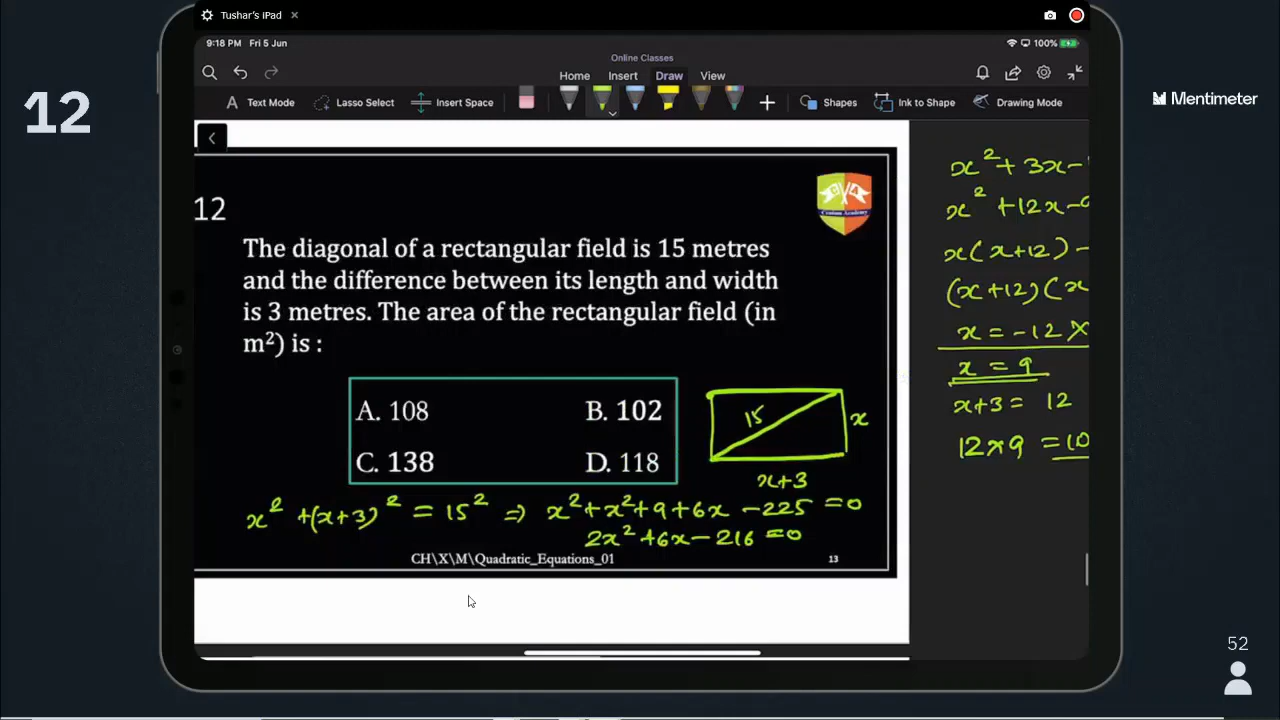 Tushar's iPad ×
9:18 PM Fri 5 Jun
100%
Online Classes
Home Insert Draw View
Text Mode Lasso Select Insert Space Shapes Ink to Shape Drawing Mode
12
Mentimeter
12
The diagonal of a rectangular field is 15 metres
and the difference between its length and width
is 3 metres. The area of the rectangular field (in
m²) is :
A. 108 B. 102
C. 138 D. 118
15
x
x+3
x² +(x+3)² = 15² ⇒ x²+x²+9+6x −225 =0
2x² +6x− 216 =0
CH\X\M\Quadratic_Equations_01
13
x²+ 3x−
x² +12x−
x(x+12) −
(x+12)(x
x = −12 X
x = 9
x+3 = 12
12×9 =10
52